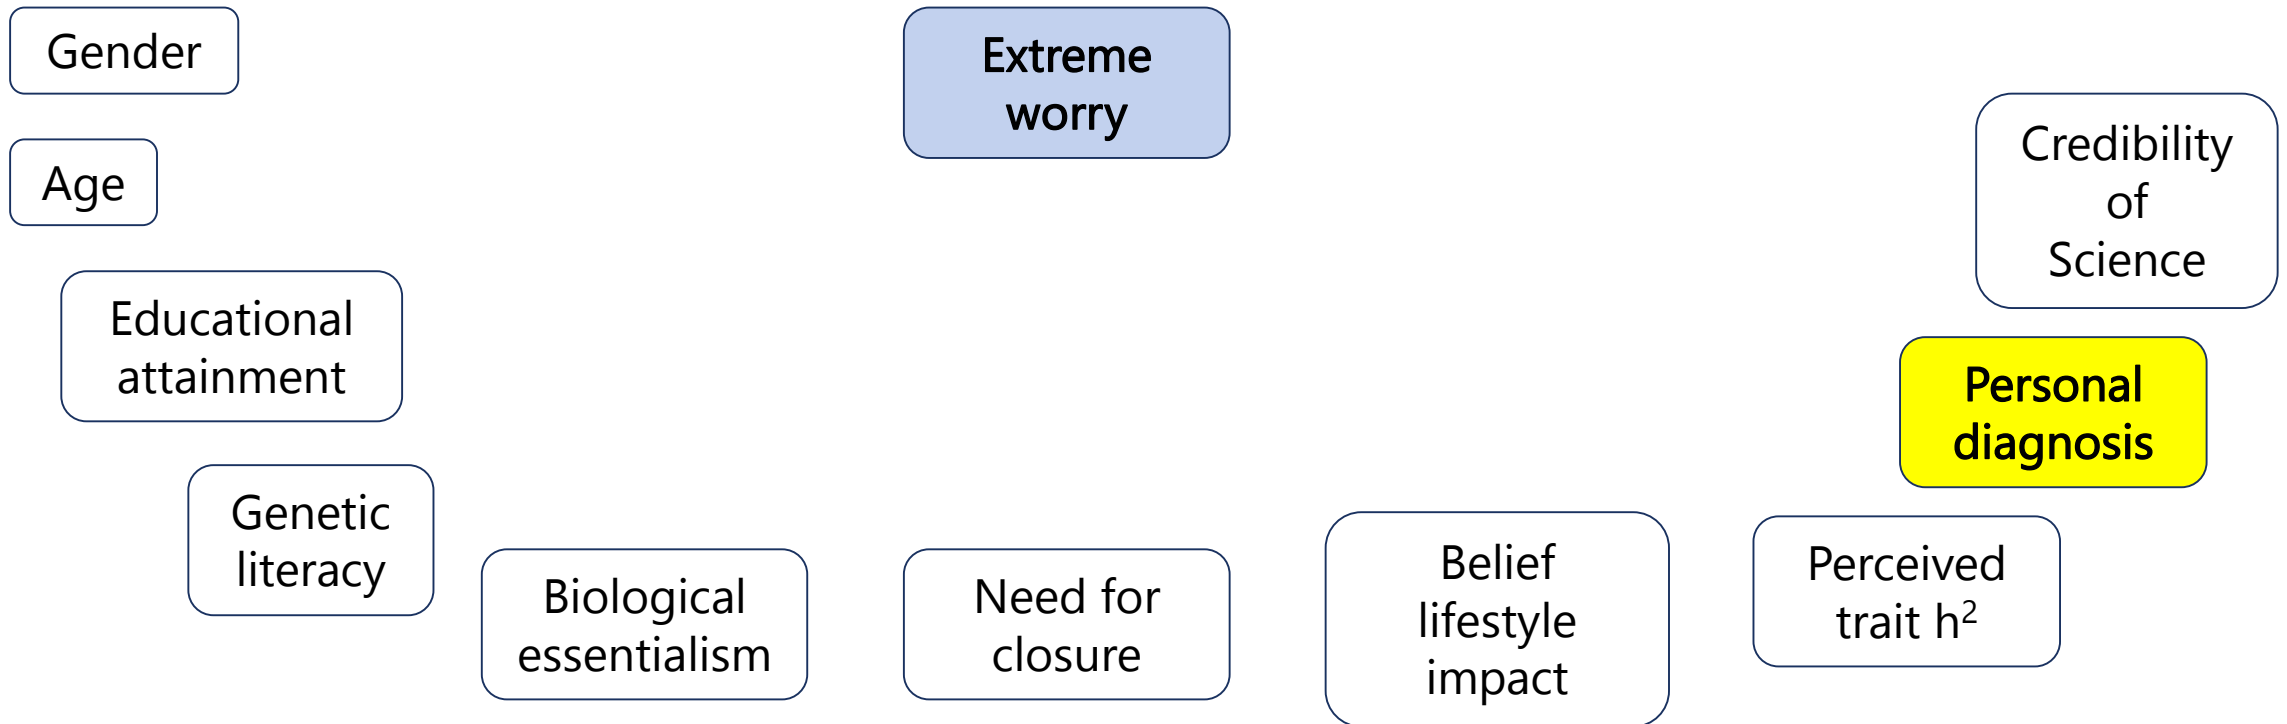 Gender
Extreme
worry
Age
Credibility
of
Science
Educational
attainment
Personal
diagnosis
Genetic
literacy
Biological
essentialism
Need for
closure
Belief
lifestyle
impact
Perceived
trait h²